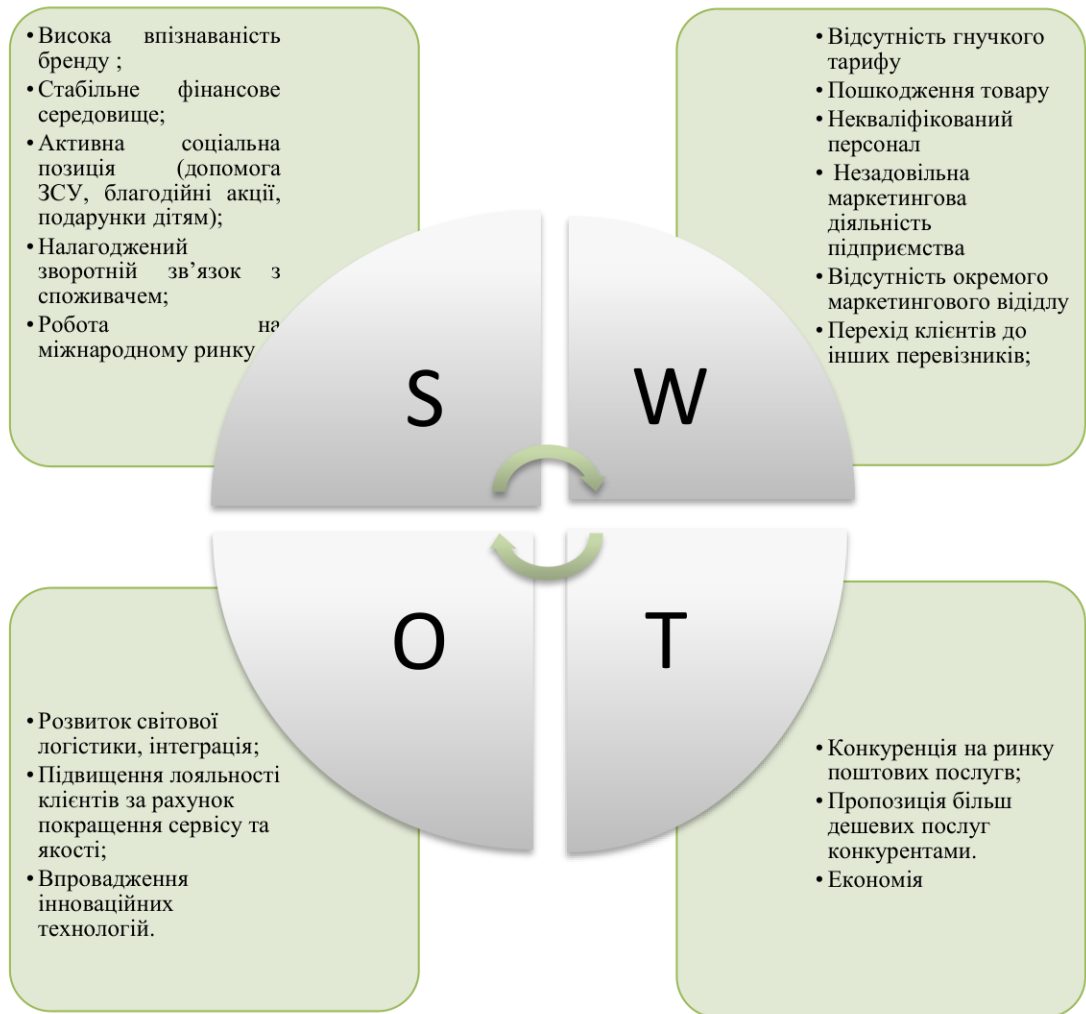 • Висока впізнаваність
бренду ;
• Стабільне фінансове
середовище;
• Активна соціальна
позиція (допомога
ЗСУ, благодійні акції,
подарунки дітям);
• Налагоджений
зворотній зв’язок з
споживачем;
• Робота на
міжнародному ринку
• Відсутність гнучкого
тарифу
• Пошкодження товару
• Некваліфікований
персонал
• Незадовільна
маркетингова
діяльність
підприємства
• Відсутність окремого
маркетингового відідлу
• Перехід клієнтів до
інших перевізників;
S
W
O
T
• Розвиток світової
логістики, інтеграція;
• Підвищення лояльності
клієнтів за рахунок
покращення сервісу та
якості;
• Впровадження
інноваційних
технологій.
• Конкуренція на ринку
поштових послугв;
• Пропозиція більш
дешевих послуг
конкурентами.
• Економія